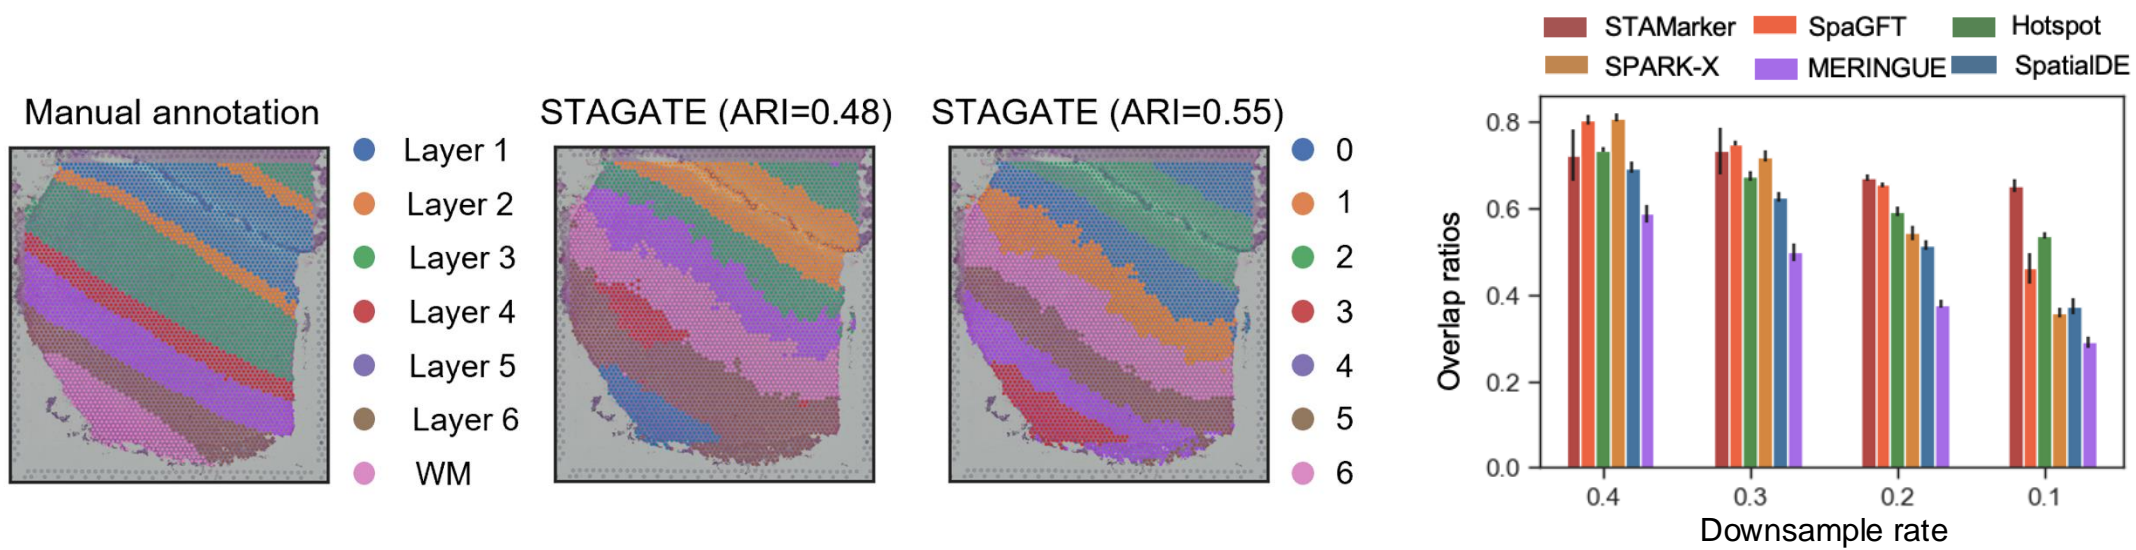 Manual annotation
Layer 1
Layer 2
Layer 3
Layer 4
Layer 5
Layer 6
WM
STAGATE (ARI=0.48)
STAGATE (ARI=0.55)
0
1
2
3
4
5
6
STAMarker SpaGFT Hotspot
SPARK-X MERINGUE SpatialDE
Overlap ratios
0.8
0.6
0.4
0.2
0.0
0.4 0.3 0.2 0.1
Downsample rate